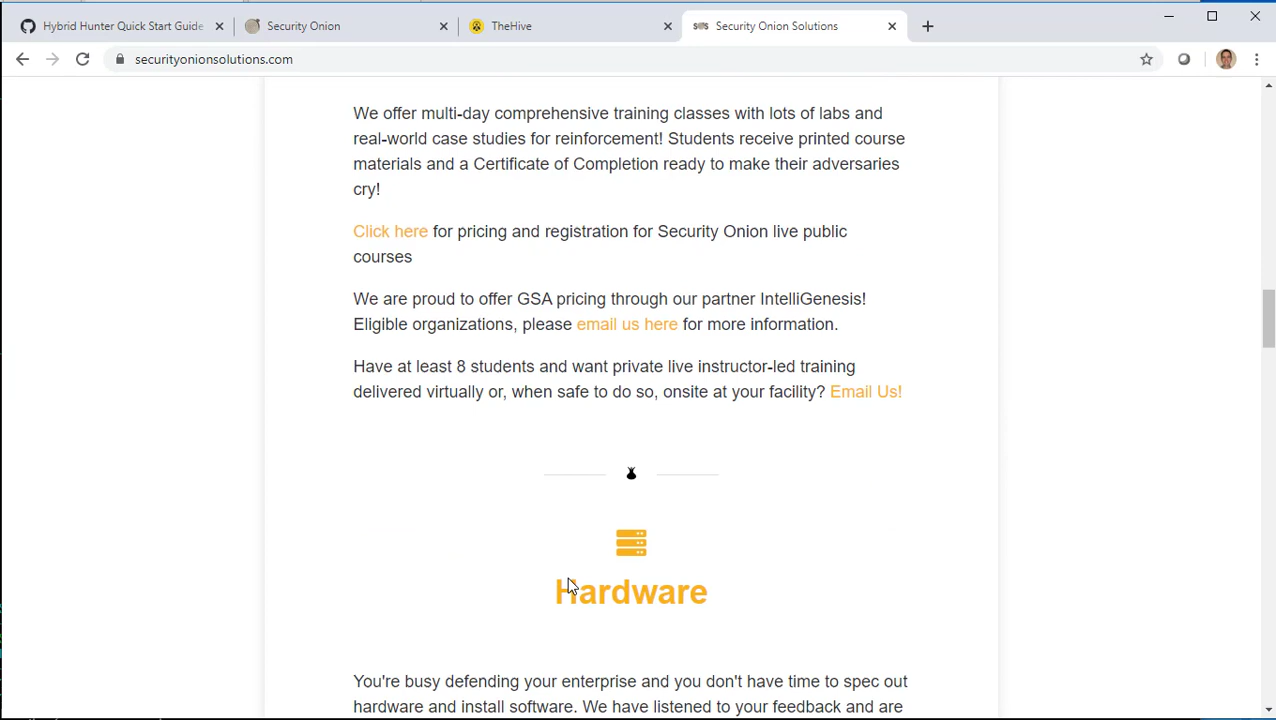 Hybrid Hunter Quick Start Guide
Security Onion
TheHive
Security Onion Solutions
securityonionsolutions.com
We offer multi-day comprehensive training classes with lots of labs and
real-world case studies for reinforcement! Students receive printed course
materials and a Certificate of Completion ready to make their adversaries
cry!
Click here for pricing and registration for Security Onion live public
courses
We are proud to offer GSA pricing through our partner IntelliGenesis!
Eligible organizations, please email us here for more information.
Have at least 8 students and want private live instructor-led training
delivered virtually or, when safe to do so, onsite at your facility? Email Us!
Hardware
You're busy defending your enterprise and you don't have time to spec out
hardware and install software. We have listened to your feedback and are